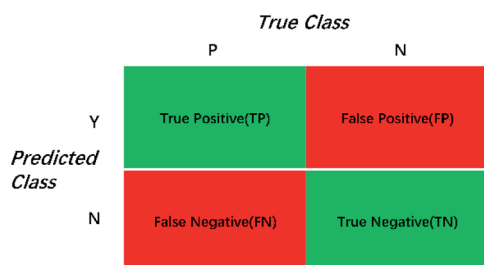 True Class
P N
Y True Positive(TP) False Positive(FP)
Predicted
Class
N False Negative(FN) True Negative(TN)